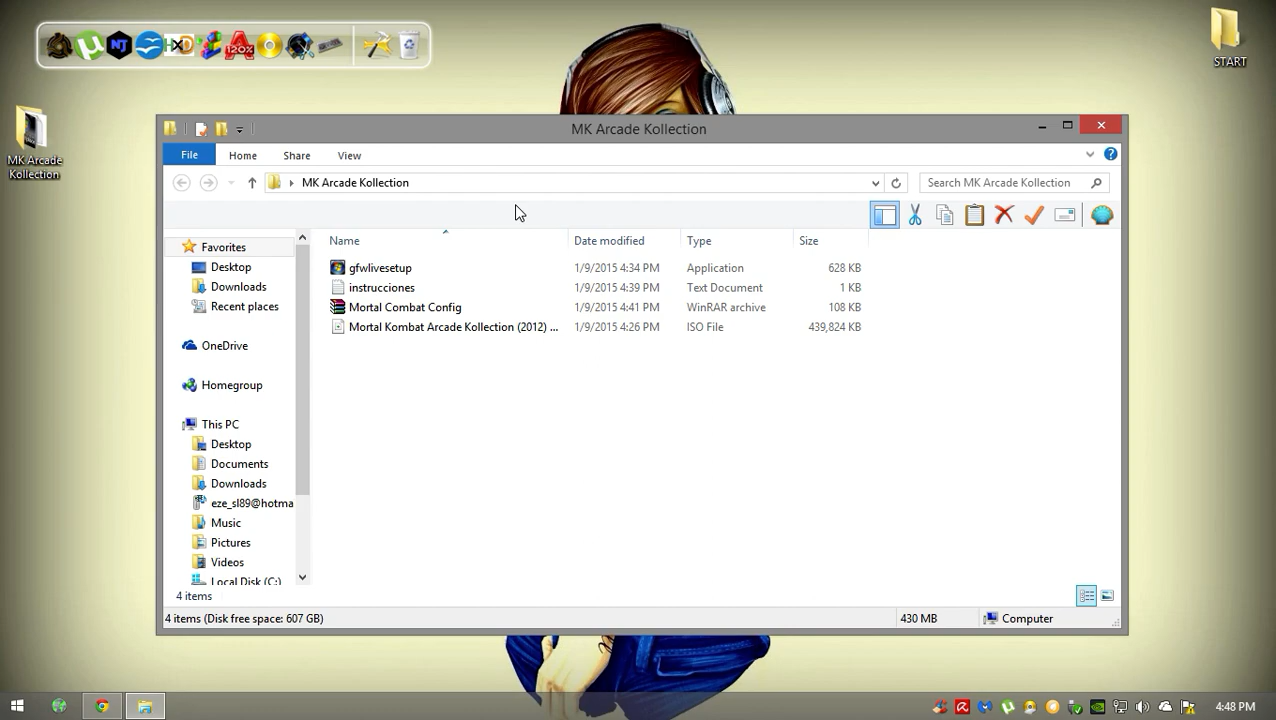 START
MK Arcade
Kollection
MK Arcade Kollection
File Home Share View
MK Arcade Kollection
Search MK Arcade Kollection
Name Date modified Type Size
gfwlivesetup 1/9/2015 4:34 PM Application 628 KB
instrucciones 1/9/2015 4:39 PM Text Document 1 KB
Mortal Combat Config 1/9/2015 4:41 PM WinRAR archive 108 KB
Mortal Kombat Arcade Kollection (2012) ... 1/9/2015 4:26 PM ISO File 439,824 KB
Favorites
Desktop
Downloads
Recent places
OneDrive
Homegroup
This PC
Desktop
Documents
Downloads
eze_sl89@hotma
Music
Pictures
Videos
Local Disk (C:)
4 items
4 items (Disk free space: 607 GB) 430 MB Computer
4:48 PM
120%
NT
HXD